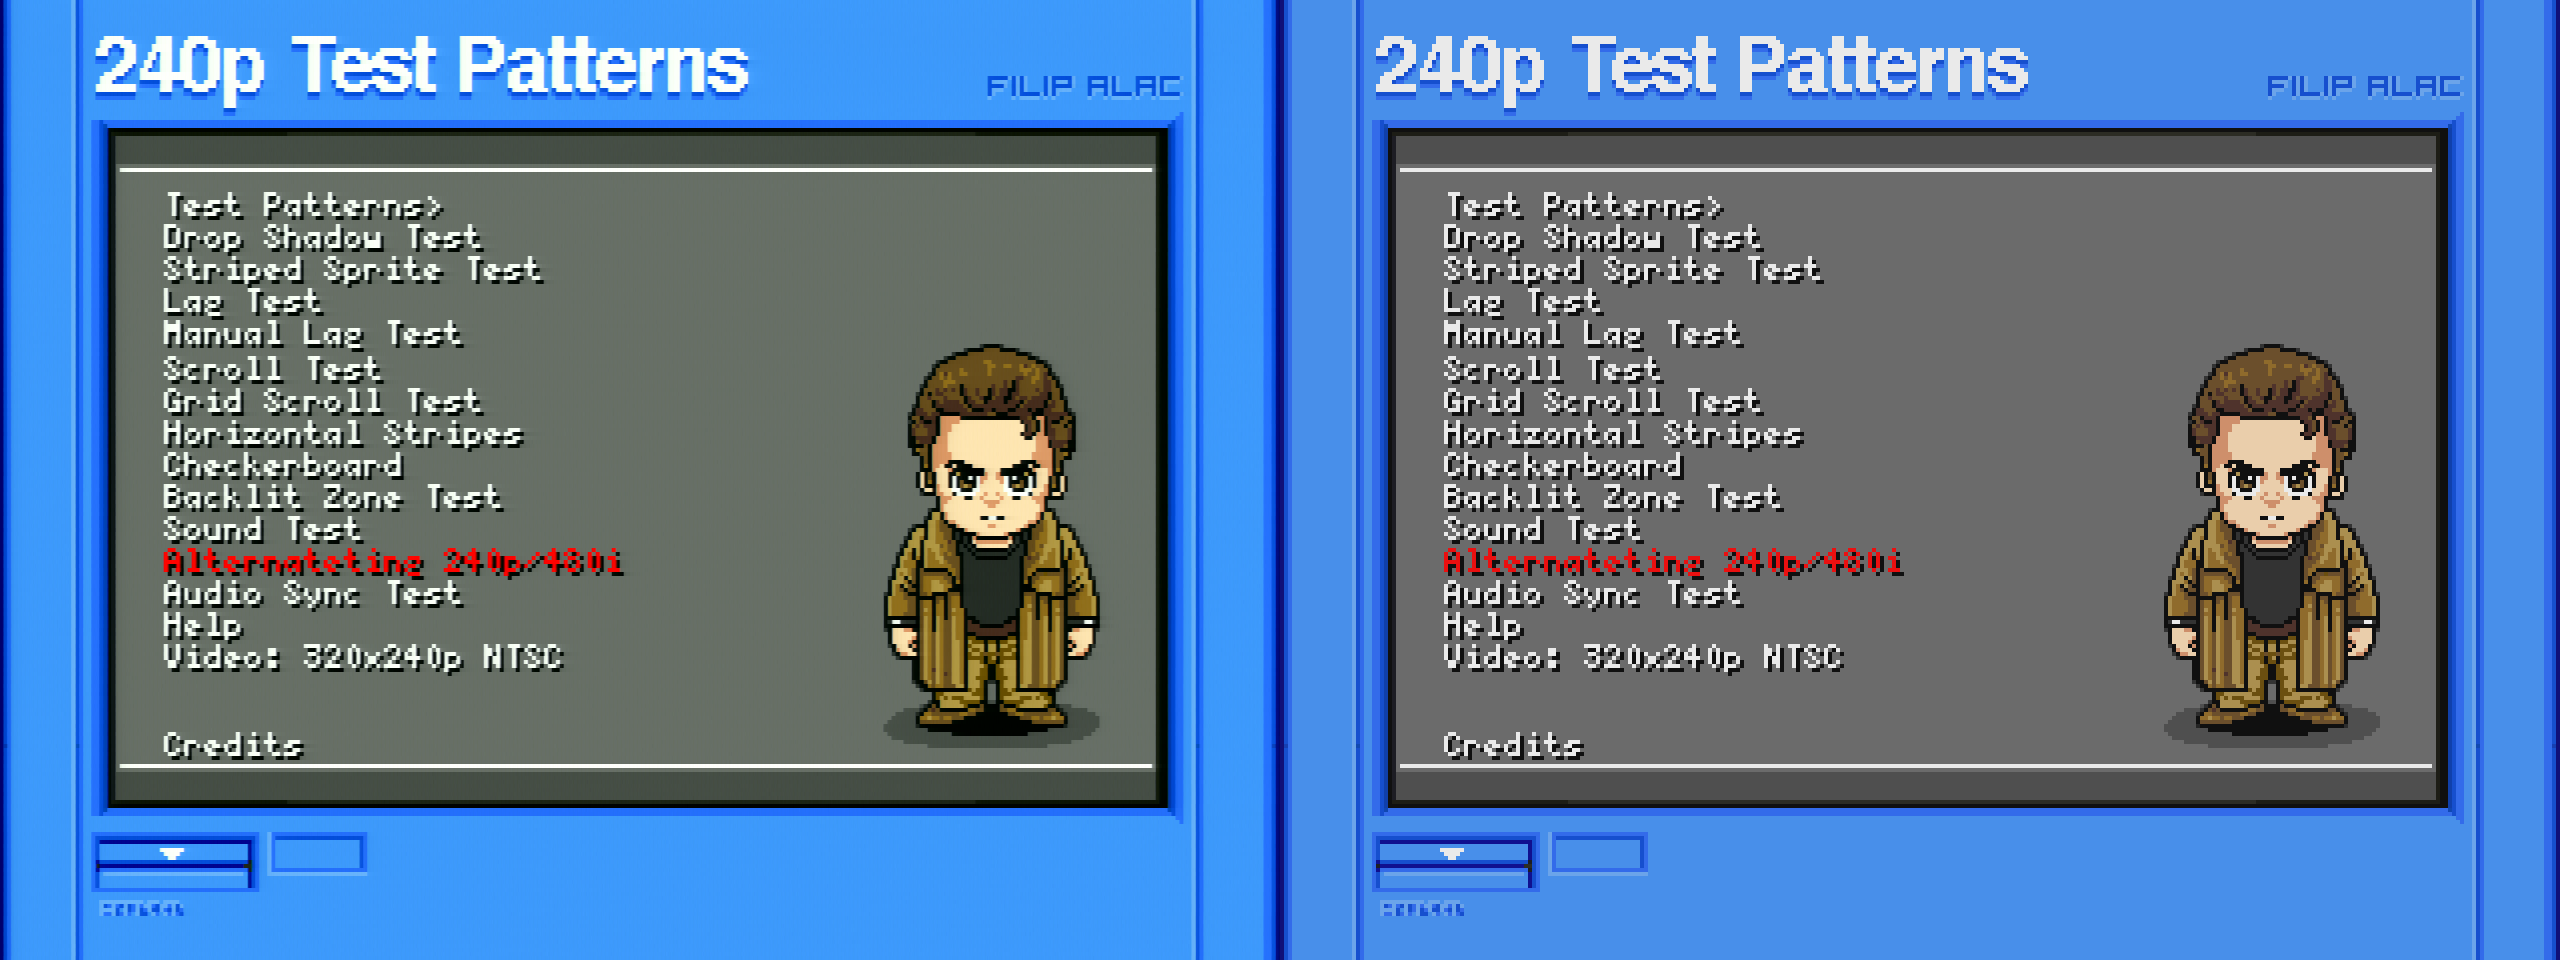 240p Test Patterns
FILIP ALAC
Test Patterns>
Drop Shadow Test
Striped Sprite Test
Lag Test
Manual Lag Test
Scroll Test
Grid Scroll Test
Horizontal Stripes
Checkerboard
Backlit Zone Test
Sound Test
Alternateting 240p/480i
Audio Sync Test
Help
Video: 320x240p NTSC
Credits
240p Test Patterns
FILIP ALAC
Test Patterns>
Drop Shadow Test
Striped Sprite Test
Lag Test
Manual Lag Test
Scroll Test
Grid Scroll Test
Horizontal Stripes
Checkerboard
Backlit Zone Test
Sound Test
Alternateting 240p/480i
Audio Sync Test
Help
Video: 320x240p NTSC
Credits